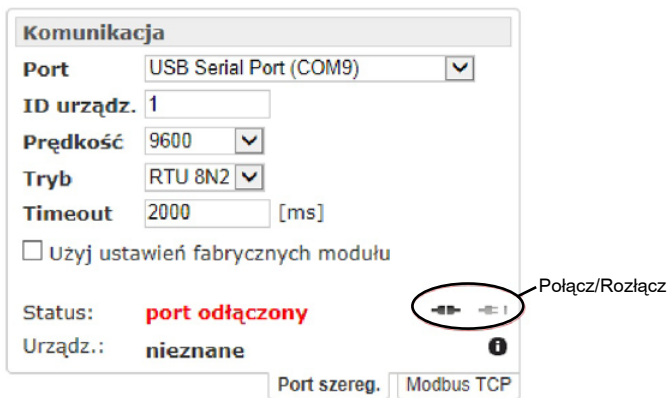 Komunikacja
Port USB Serial Port (COM9)
ID urządz. 1
Prędkość 9600
Tryb RTU 8N2
Timeout 2000 [ms]
Użyj ustawień fabrycznych modułu
Połącz/Rozłącz
Status: port odłączony
Urządz.: nieznane
Port szereg. Modbus TCP